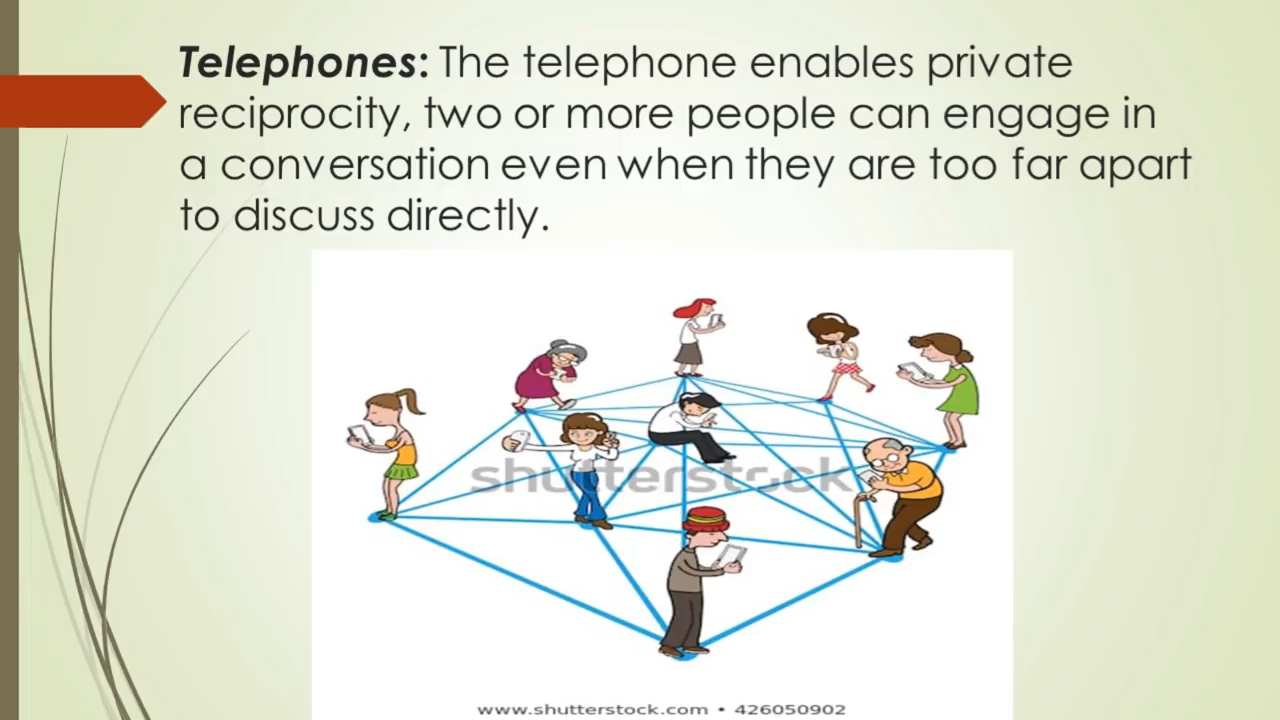 Telephones: The telephone enables private
reciprocity, two or more people can engage in
a conversation even when they are too far apart
to discuss directly.
shutterstock
www.shutterstock.com • 426050902